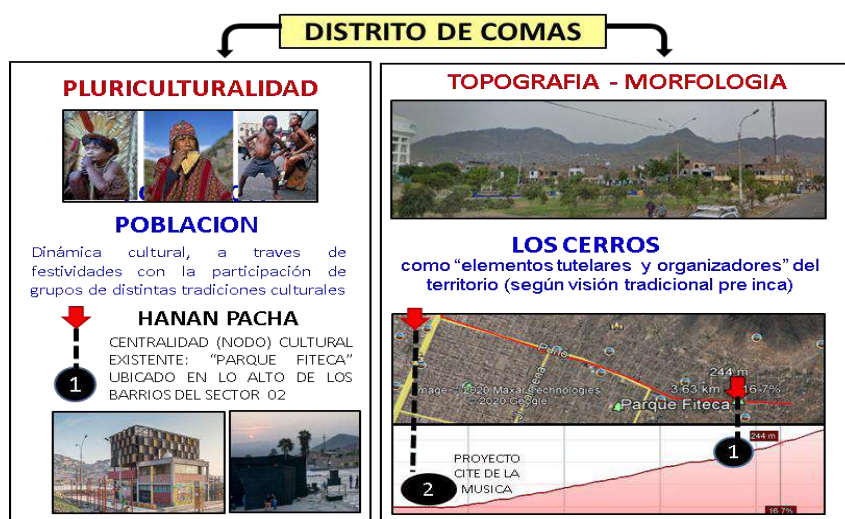 DISTRITO DE COMAS
PLURICULTURALIDAD
POBLACION
Dinámica cultural, a traves de
festividades con la participación de
grupos de distintas tradiciones culturales
HANAN PACHA
1
CENTRALIDAD (NODO) CULTURAL
EXISTENTE: "PARQUE FITECA"
UBICADO EN LO ALTO DE LOS
BARRIOS DEL SECTOR 02
TOPOGRAFIA - MORFOLOGIA
LOS CERROS
como "elementos tutelares y organizadores" del
territorio (según visión tradicional pre inca)
Puno
244 m
3.63 km 16.7%
mage © 2020 Maxar Technologies
© 2020 Google
Parque Fiteca
244 m
1
2
PROYECTO
CITE DE LA
MUSICA
16.7%